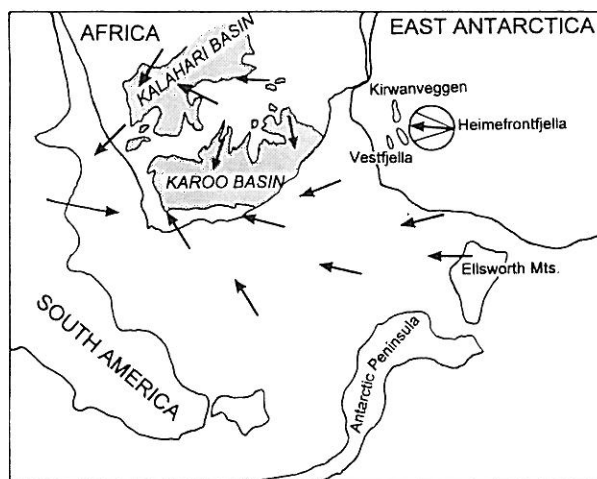 AFRICA
EAST ANTARCTICA
KALAHARI BASIN
Kirwanveggen
Heimefrontfjella
Vestfjella
KAROO BASIN
Ellsworth Mts.
SOUTH AMERICA
Antarctic Peninsula